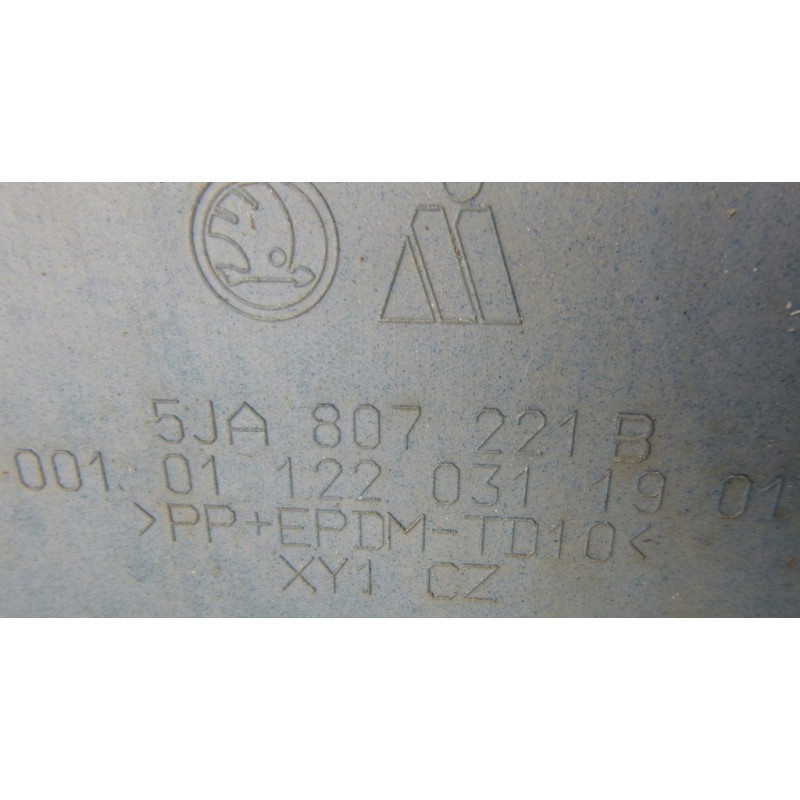 5JA 807 221 B
001. 01 122 031 19 01
>PP+EPDM-TD10<
XY1 CZ